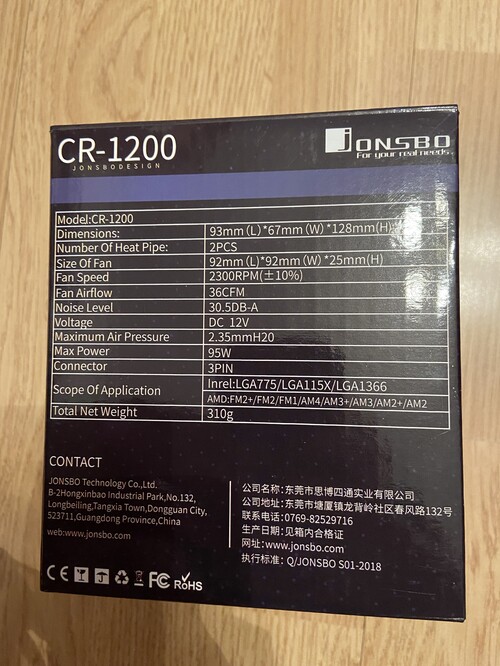 CR-1200
JONSBODESIGN
JONSBO
For your real needs
Model:CR-1200
Dimensions: 93mm(L)*67mm(W)*128mm(H)
Number Of Heat Pipe: 2PCS
Size Of Fan 92mm(L)*92mm(W)*25mm(H)
Fan Speed 2300RPM(±10%)
Fan Airflow 36CFM
Noise Level 30.5DB-A
Voltage DC 12V
Maximum Air Pressure 2.35mmH20
Max Power 95W
Connector 3PIN
Scope Of Application Inrel:LGA775/LGA115X/LGA1366
AMD:FM2+/FM2/FM1/AM4/AM3+/AM3/AM2+/AM2
Total Net Weight 310g
CONTACT
JONSBO Technology Co.,Ltd.
B-2Hongxinbao Industrial Park,No.132,
Longbeiling,Tangxia Town,Dongguan City,
523711,Guangdong Province,China
web:www.jonsbo.com
公司名称:东莞市思博四通实业有限公司
公司地址:东莞市塘厦镇龙背岭社区春风路132号
联系电话:0769-82529716
生产日期:见箱内合格证
网址:www.jonsbo.com
执行标准: Q/JONSBO S01-2018
CE FC RoHS